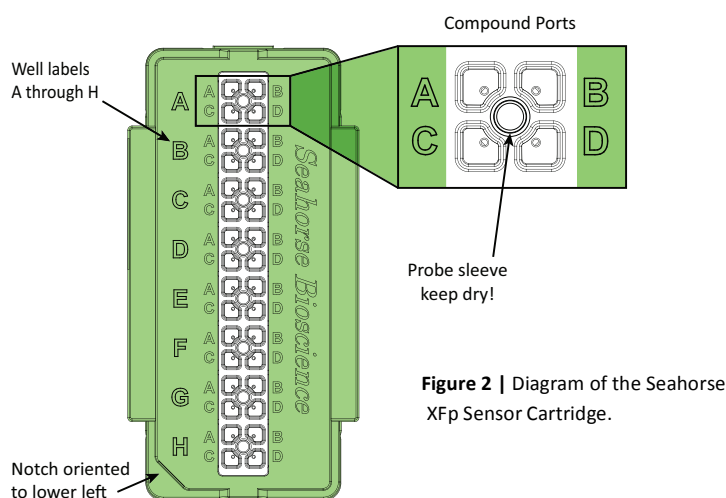 Compound Ports
Well labels
A through H
A B
C D
A
B
C
D
E
F
G
H
A B
C D
A B
C D
A B
C D
A B
C D
A B
C D
A B
C D
A B
C D
A B
C D
Seahorse Bioscience
Probe sleeve
keep dry!
Figure 2 | Diagram of the Seahorse
XFp Sensor Cartridge.
Notch oriented
to lower left